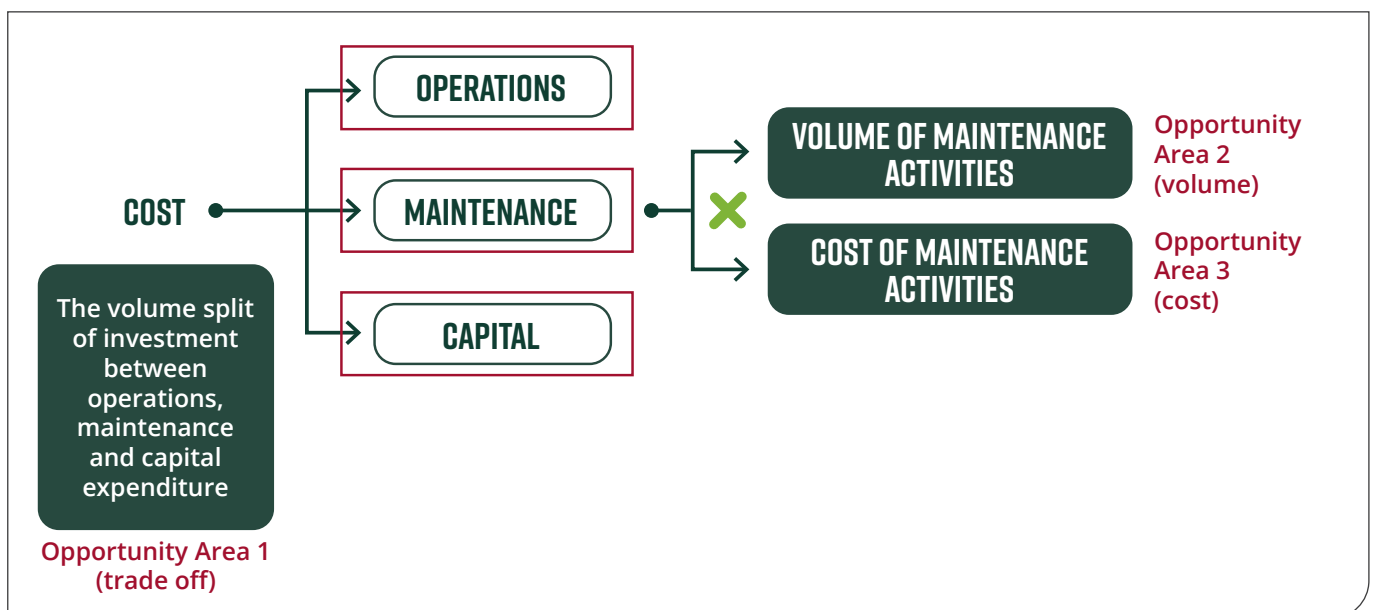 COST
The volume split
of investment
between
operations,
maintenance
and capital
expenditure
Opportunity Area 1
(trade off)
OPERATIONS
MAINTENANCE
CAPITAL
VOLUME OF MAINTENANCE
ACTIVITIES
Opportunity
Area 2
(volume)
COST OF MAINTENANCE
ACTIVITIES
Opportunity
Area 3
(cost)